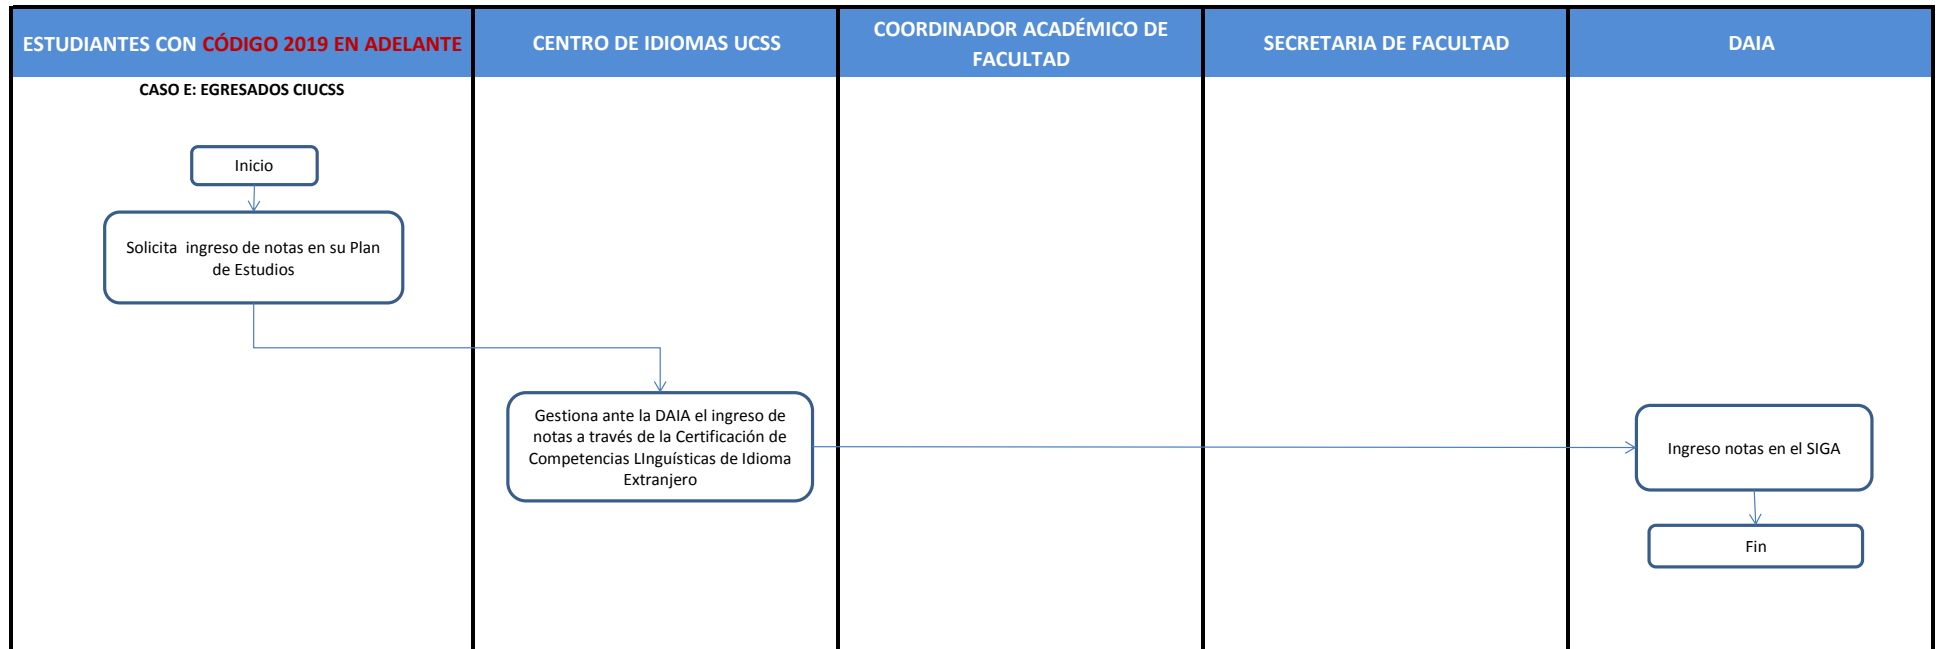 ESTUDIANTES CON CÓDIGO 2019 EN ADELANTE
CENTRO DE IDIOMAS UCSS
COORDINADOR ACADÉMICO DE
FACULTAD
SECRETARIA DE FACULTAD
DAIA
CASO E: EGRESADOS CIUCSS
Inicio
Solicita ingreso de notas en su Plan
de Estudios
Gestiona ante la DAIA el ingreso de
notas a través de la Certificación de
Competencias LInguísticas de Idioma
Extranjero
Ingreso notas en el SIGA
Fin